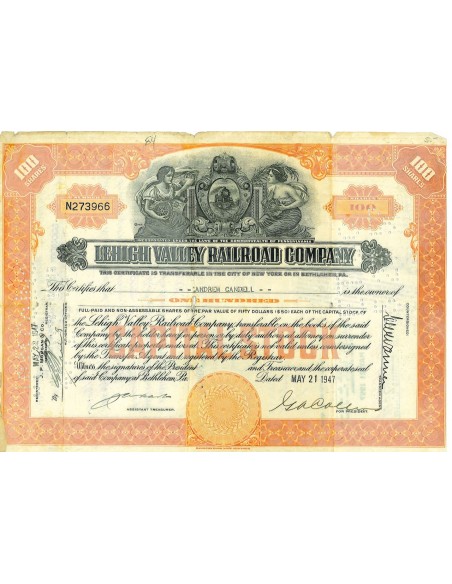 84
100
SHARES
100
SHARES
N273966
INCORPORATED UNDER THE LAWS OF THE COMMONWEALTH OF PENNSYLVANIA
LEHIGH VALLEY RAILROAD COMPANY
THIS CERTIFICATE IS TRANSFERABLE IN THE CITY OF NEW YORK OR IN BETHLEHEM, PA.
This Certifies that ANDREW is the owner of
ONE HUNDRED
FULL-PAID AND NON-ASSESSABLE SHARES OF THE PAR VALUE OF FIFTY DOLLARS ($50) EACH OF THE CAPITAL STOCK OF
the Lehigh Valley Railroad Company, transferable on the books of the said
Company by the holder hereof in person or by duly authorized attorney on surrender
of this certificate properly endorsed. This certificate is not valid unless countersigned
by the Transfer Agent and registered by the Registrar.
Witness the signatures of the President and Treasurer and the corporate seal
of said Company at Bethlehem, Pa. Dated MAY 21 1947
ASSISTANT TREASURER.
VICE PRESIDENT.
MAY 22 1947